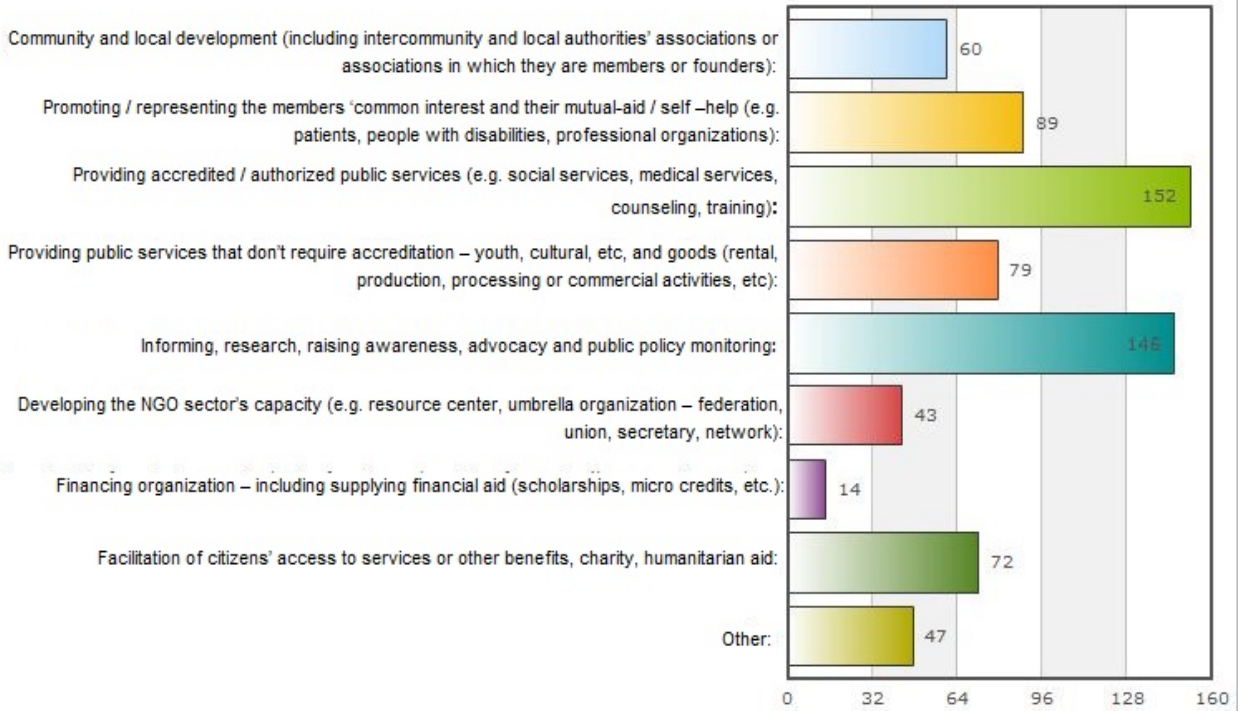 Community and local development (including intercommunity and local authorities’ associations or
associations in which they are members or founders):
60
Promoting / representing the members ‘common interest and their mutual-aid / self –help (e.g.
patients, people with disabilities, professional organizations):
89
Providing accredited / authorized public services (e.g. social services, medical services,
counseling, training):
152
Providing public services that don’t require accreditation – youth, cultural, etc, and goods (rental,
production, processing or commercial activities, etc):
79
Informing, research, raising awareness, advocacy and public policy monitoring:
146
Developing the NGO sector’s capacity (e.g. resource center, umbrella organization – federation,
union, secretary, network):
43
Financing organization – including supplying financial aid (scholarships, micro credits, etc.):
14
Facilitation of citizens’ access to services or other benefits, charity, humanitarian aid:
72
Other:
47
0 32 64 96 128 160